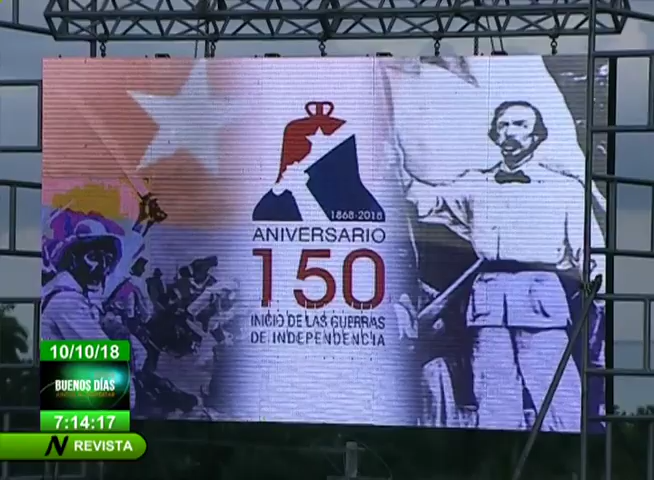 1868-2018
ANIVERSARIO
150
INICIO DE LAS GUERRAS
DE INDEPENDENCIA
10/10/18
BUENOS DÍAS
7:14:17
N REVISTA